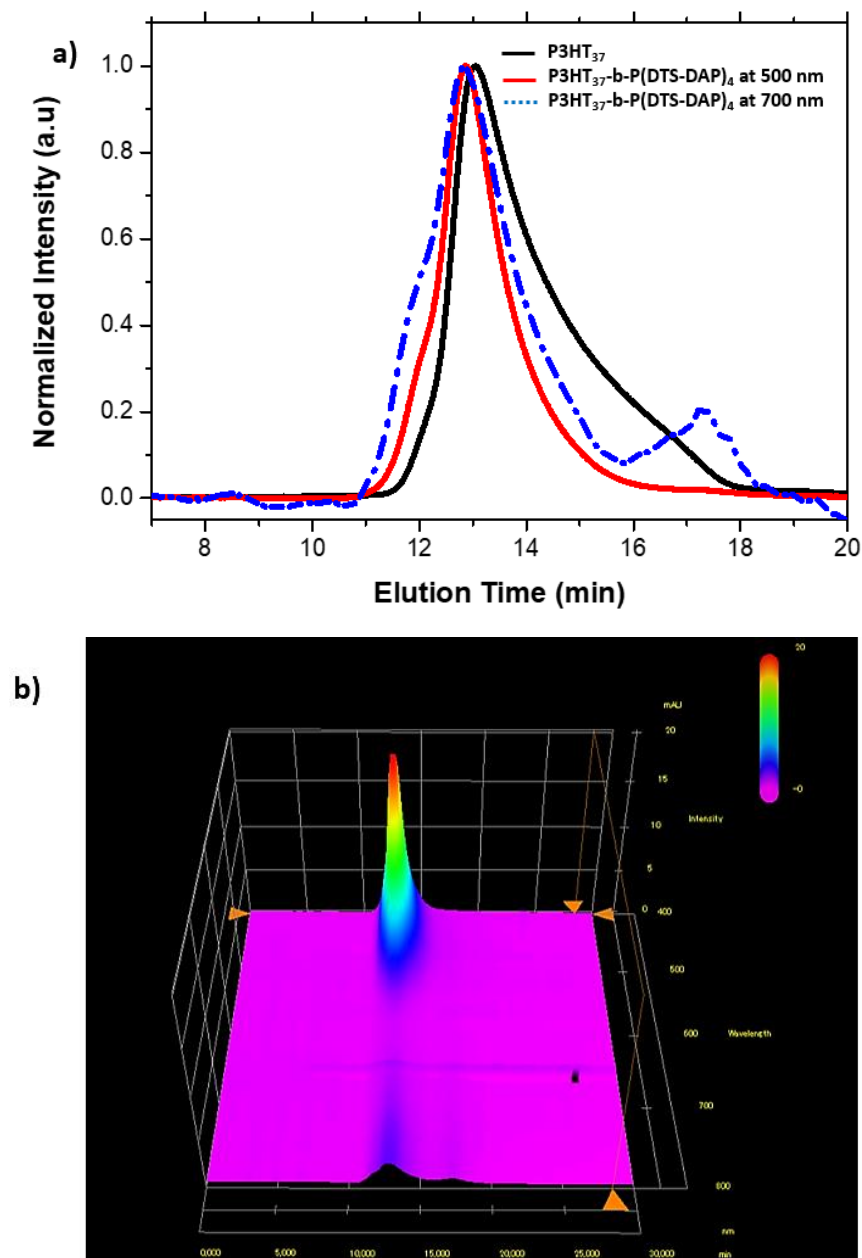 a)
P3HT₃₇
P3HT₃₇-b-P(DTS-DAP)₄ at 500 nm
P3HT₃₇-b-P(DTS-DAP)₄ at 700 nm
1.0
0.8
0.6
0.4
0.2
0.0
Normalized Intensity (a.u)
8 10 12 14 16 18 20
Elution Time (min)
b)
20
~0
mAU
20
15
10
Intensity
5
0
400
500
600
Wavelength
700
800
nm
0.000 5,000 10,000 15,000 20,000 25,000 30,000
min